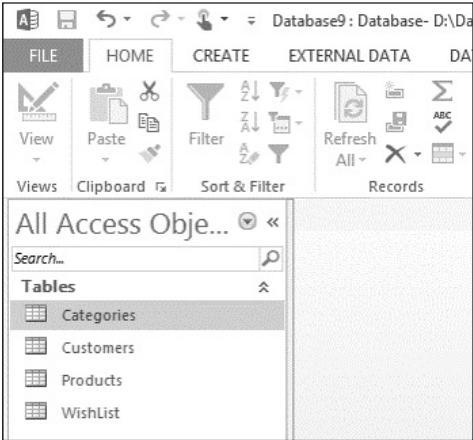 Database9 : Database- D:\Da
FILE HOME CREATE EXTERNAL DATA DA
View Paste Filter Refresh All
ABC
Views Clipboard Sort & Filter Records
All Access Obje...
Search...
Tables
Categories
Customers
Products
WishList